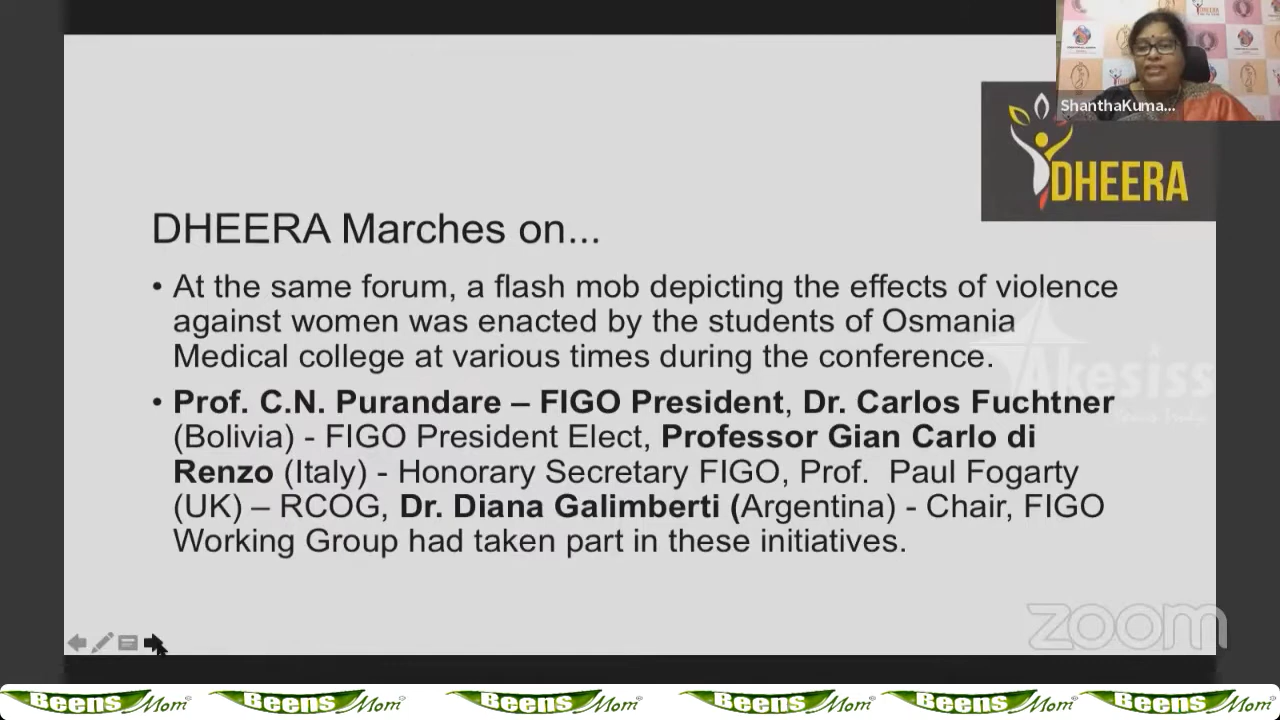 DHEERA
ShanthaKuma...
DHEERA
DHEERA Marches on...
• At the same forum, a flash mob depicting the effects of violence
against women was enacted by the students of Osmania
Medical college at various times during the conference.
• Prof. C.N. Purandare – FIGO President, Dr. Carlos Fuchtner
(Bolivia) - FIGO President Elect, Professor Gian Carlo di
Renzo (Italy) - Honorary Secretary FIGO, Prof.  Paul Fogarty
(UK) – RCOG, Dr. Diana Galimberti (Argentina) - Chair, FIGO
Working Group had taken part in these initiatives.
Akesiss
zoom
Beens Mom Beens Mom Beens Mom Beens Mom Beens Mom Beens Mom